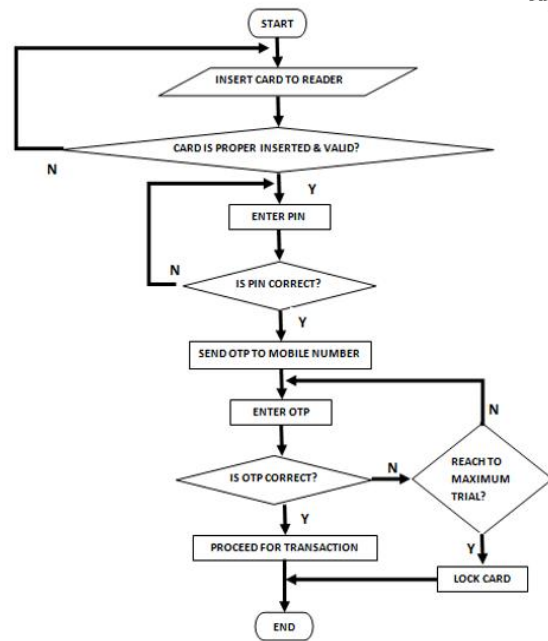 START
INSERT CARD TO READER
CARD IS PROPER INSERTED & VALID?
N
Y
ENTER PIN
N
IS PIN CORRECT?
Y
SEND OTP TO MOBILE NUMBER
N
ENTER OTP
IS OTP CORRECT?
N
REACH TO
MAXIMUM
TRIAL?
Y
Y
PROCEED FOR TRANSACTION
LOCK CARD
END